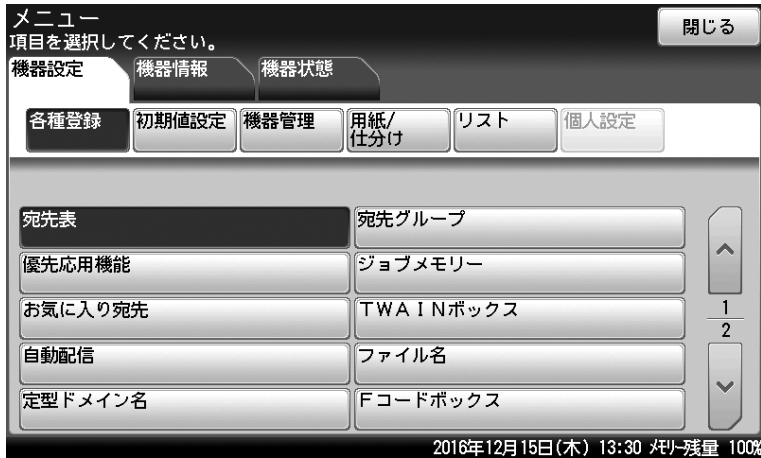 メニュー
閉じる
項目を選択してください。
機器設定 機器情報 機器状態
各種登録 初期値設定 機器管理 用紙/ リスト 個人設定
仕分け
宛先表 宛先グループ
優先応用機能 ジョブメモリー
お気に入り宛先 ＴＷＡＩＮボックス
1
2
自動配信 ファイル名
定型ドメイン名 Ｆコードボックス
2016年12月15日(木) 13:30 ﾒﾓﾘｰ残量 100%